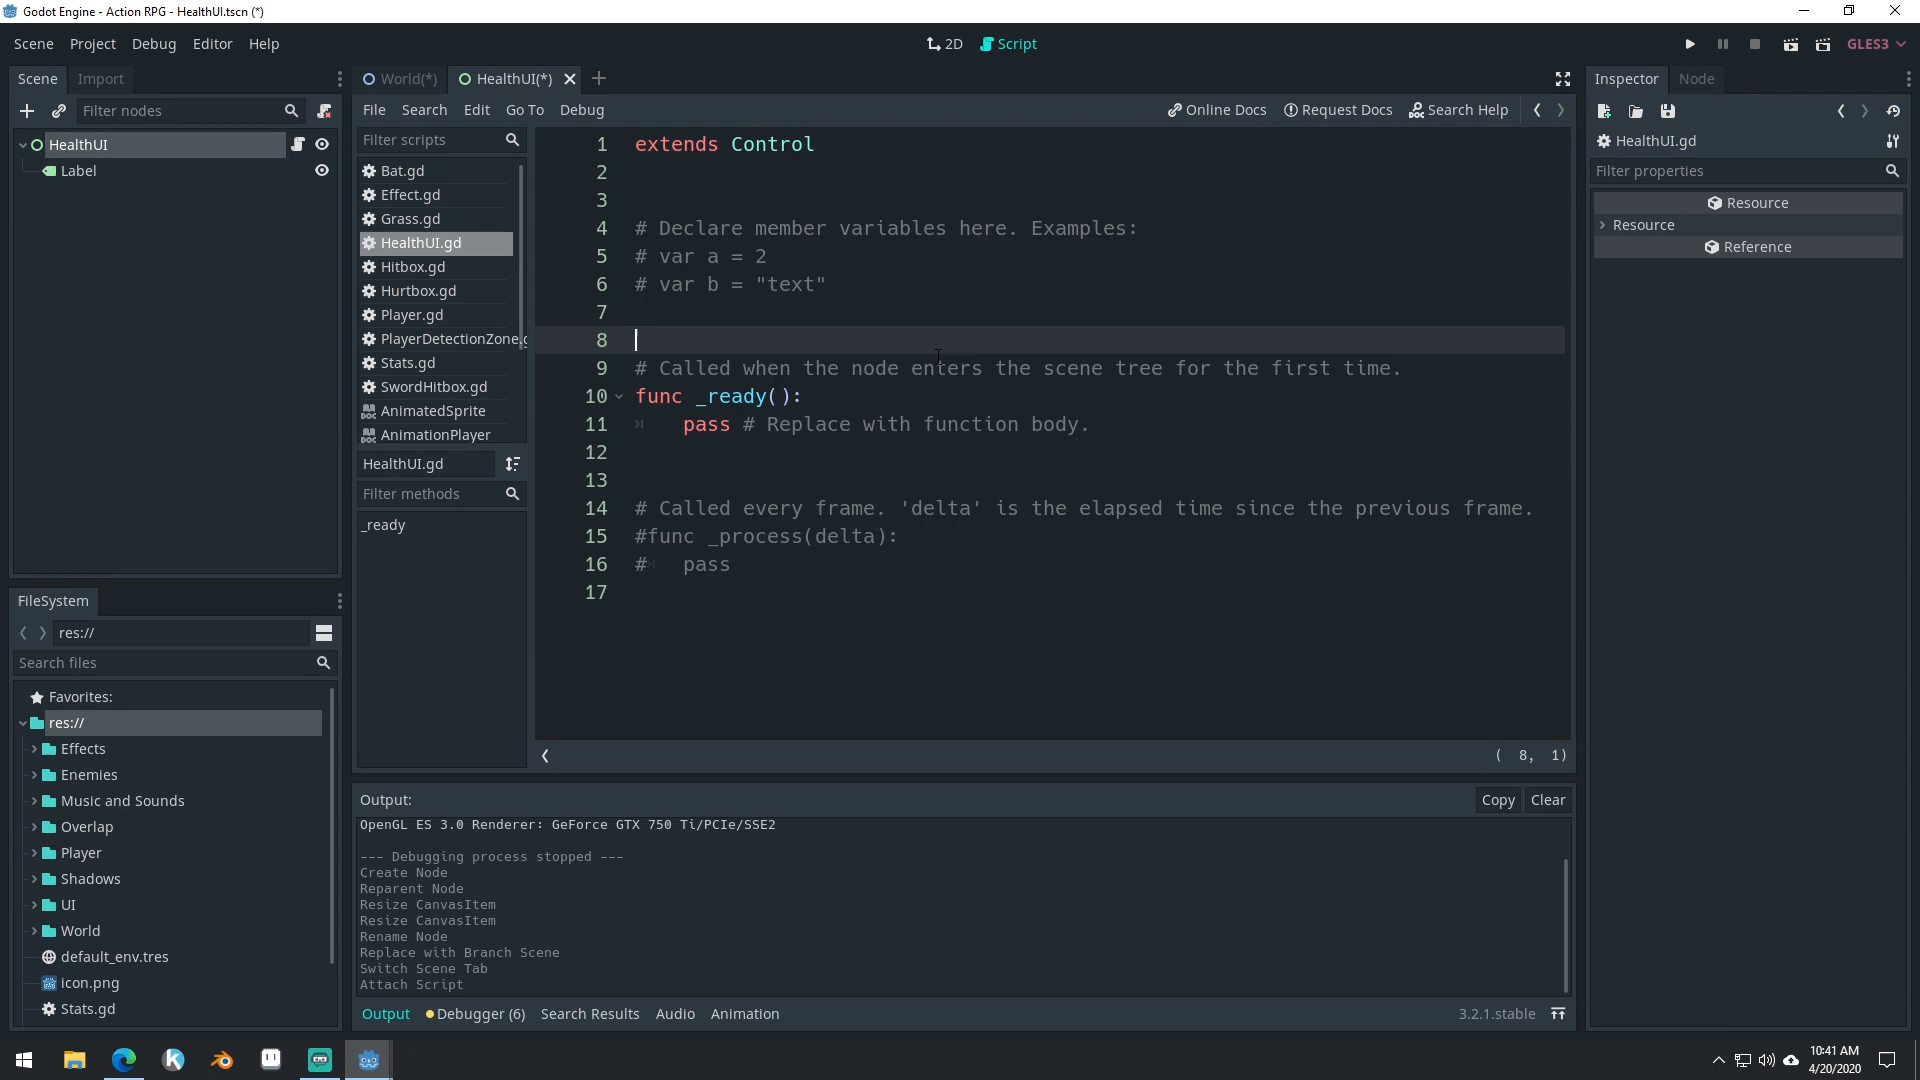 Godot Engine - Action RPG - HealthUI.tscn (*)
Scene Project Debug Editor Help
2D Script
GLES3
Scene Import
Filter nodes
HealthUI
Label
World(*) HealthUI(*)
File Search Edit Go To Debug
Online Docs Request Docs Search Help
Filter scripts
Bat.gd
Effect.gd
Grass.gd
HealthUI.gd
Hitbox.gd
Hurtbox.gd
Player.gd
PlayerDetectionZone.g
Stats.gd
SwordHitbox.gd
AnimatedSprite
AnimationPlayer
HealthUI.gd
Filter methods
_ready
1 extends Control
2
3
4 # Declare member variables here. Examples:
5 # var a = 2
6 # var b = "text"
7
8
9 # Called when the node enters the scene tree for the first time.
10 func _ready():
11 pass # Replace with function body.
12
13
14 # Called every frame. 'delta' is the elapsed time since the previous frame.
15 #func _process(delta):
16 # pass
17
( 8, 1)
Output:
Copy Clear
OpenGL ES 3.0 Renderer: GeForce GTX 750 Ti/PCIe/SSE2
--- Debugging process stopped ---
Create Node
Reparent Node
Resize CanvasItem
Resize CanvasItem
Rename Node
Replace with Branch Scene
Switch Scene Tab
Attach Script
Output Debugger (6) Search Results Audio Animation
3.2.1.stable
FileSystem
res://
Search files
Favorites:
res://
Effects
Enemies
Music and Sounds
Overlap
Player
Shadows
UI
World
default_env.tres
icon.png
Stats.gd
Inspector Node
HealthUI.gd
Filter properties
Resource
Resource
Reference
10:41 AM
4/20/2020